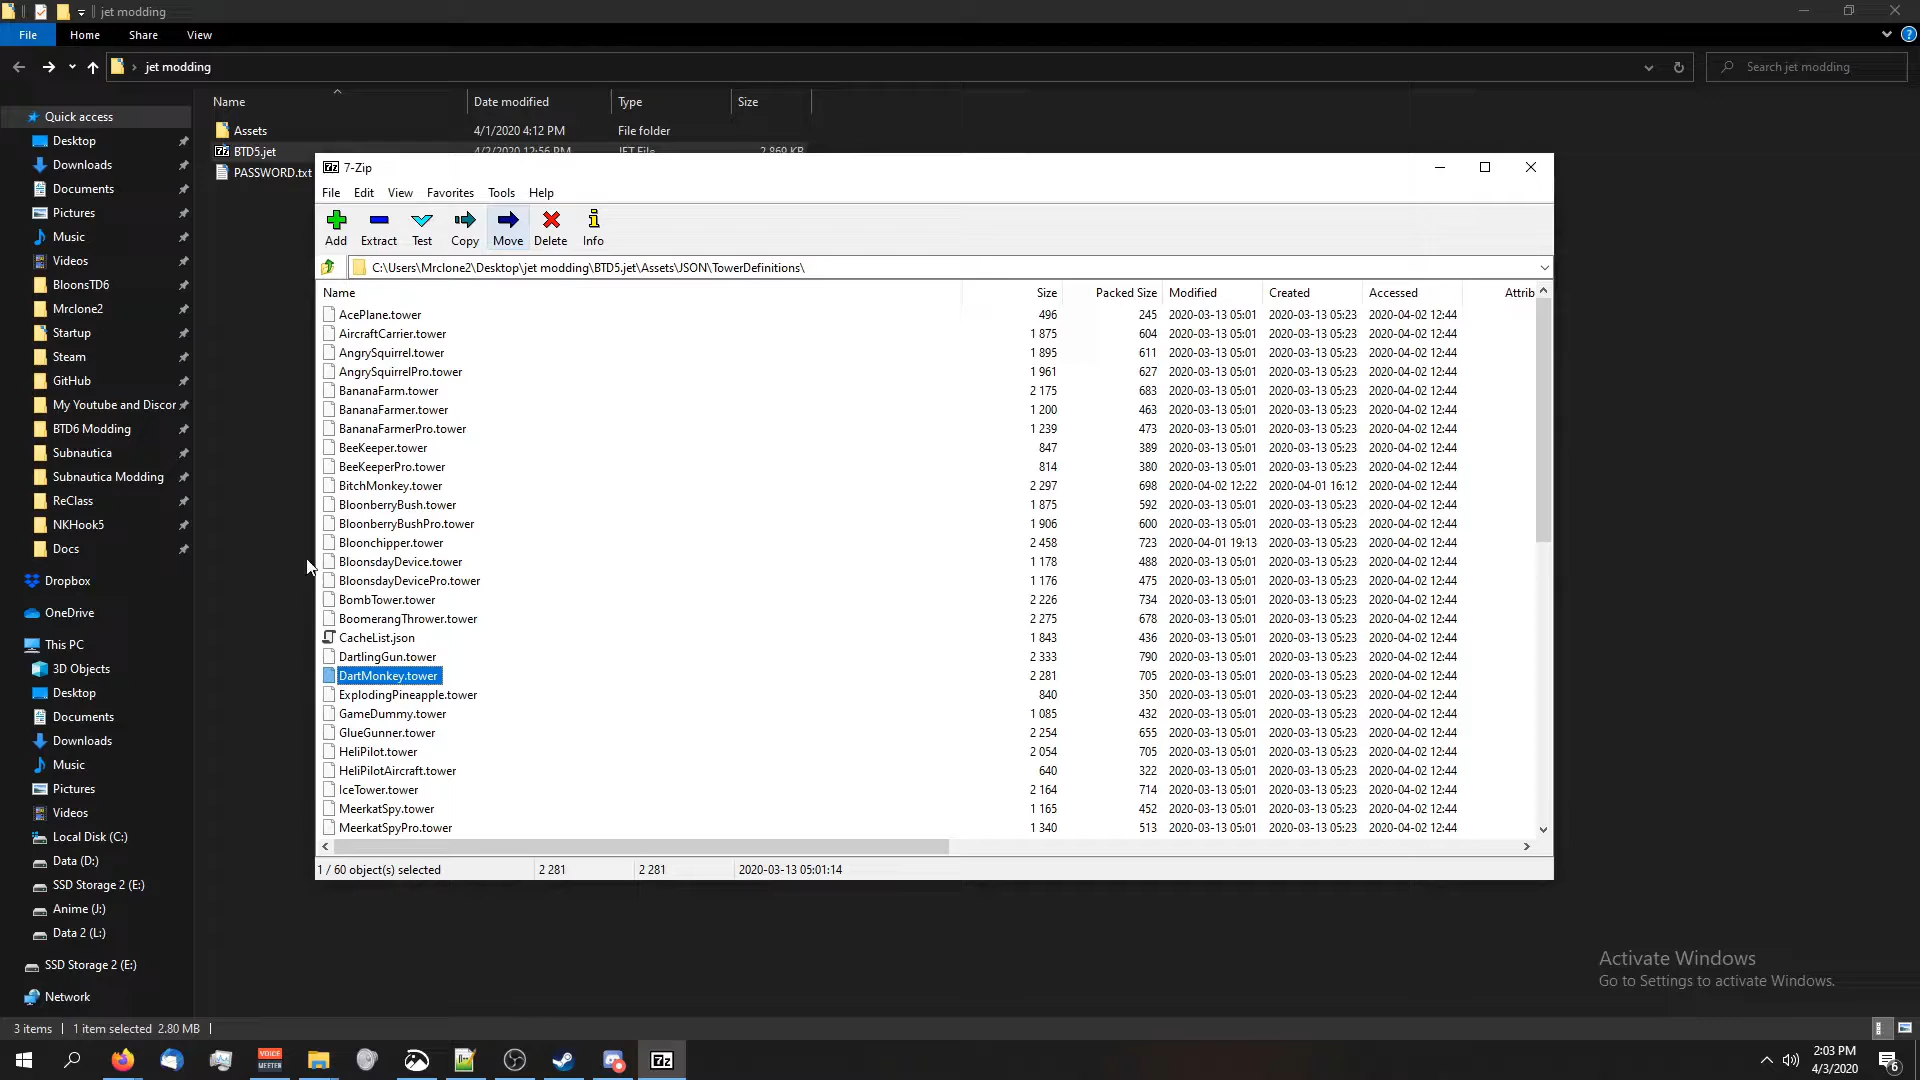 jet modding
File Home Share View
jet modding Search jet modding
Name Date modified Type Size
Assets 4/1/2020 4:12 PM File folder
BTD5.jet 4/2/2020 12:56 PM JET File 2,869 KB
PASSWORD.txt
Quick access
Desktop
Downloads
Documents
Pictures
Music
Videos
BloonsTD6
Mrclone2
Startup
Steam
GitHub
My Youtube and Discor
BTD6 Modding
Subnautica
Subnautica Modding
ReClass
NKHook5
Docs
Dropbox
OneDrive
This PC
3D Objects
Desktop
Documents
Downloads
Music
Pictures
Videos
Local Disk (C:)
Data (D:)
SSD Storage 2 (E:)
Anime (J:)
Data 2 (L:)
SSD Storage 2 (E:)
Network
7z 7-Zip
File Edit View Favorites Tools Help
Add Extract Test Copy Move Delete Info
C:\Users\Mrclone2\Desktop\jet modding\BTD5.jet\Assets\JSON\TowerDefinitions\
Name Size Packed Size Modified Created Accessed Attrib
AcePlane.tower 496 245 2020-03-13 05:01 2020-03-13 05:23 2020-04-02 12:44
AircraftCarrier.tower 1 875 604 2020-03-13 05:01 2020-03-13 05:23 2020-04-02 12:44
AngrySquirrel.tower 1 895 611 2020-03-13 05:01 2020-03-13 05:23 2020-04-02 12:44
AngrySquirrelPro.tower 1 961 627 2020-03-13 05:01 2020-03-13 05:23 2020-04-02 12:44
BananaFarm.tower 2 175 683 2020-03-13 05:01 2020-03-13 05:23 2020-04-02 12:44
BananaFarmer.tower 1 200 463 2020-03-13 05:01 2020-03-13 05:23 2020-04-02 12:44
BananaFarmerPro.tower 1 239 473 2020-03-13 05:01 2020-03-13 05:23 2020-04-02 12:44
BeeKeeper.tower 847 389 2020-03-13 05:01 2020-03-13 05:23 2020-04-02 12:44
BeeKeeperPro.tower 814 380 2020-03-13 05:01 2020-03-13 05:23 2020-04-02 12:44
BitchMonkey.tower 2 297 698 2020-04-02 12:22 2020-04-01 16:12 2020-04-02 12:44
BloonberryBush.tower 1 875 592 2020-03-13 05:01 2020-03-13 05:23 2020-04-02 12:44
BloonberryBushPro.tower 1 906 600 2020-03-13 05:01 2020-03-13 05:23 2020-04-02 12:44
Bloonchipper.tower 2 458 723 2020-04-01 19:13 2020-03-13 05:23 2020-04-02 12:44
BloonsdayDevice.tower 1 178 488 2020-03-13 05:01 2020-03-13 05:23 2020-04-02 12:44
BloonsdayDevicePro.tower 1 176 475 2020-03-13 05:01 2020-03-13 05:23 2020-04-02 12:44
BombTower.tower 2 226 734 2020-03-13 05:01 2020-03-13 05:23 2020-04-02 12:44
BoomerangThrower.tower 2 275 678 2020-03-13 05:01 2020-03-13 05:23 2020-04-02 12:44
CacheList.json 1 843 436 2020-03-13 05:01 2020-03-13 05:23 2020-04-02 12:44
DartlingGun.tower 2 333 790 2020-03-13 05:01 2020-03-13 05:23 2020-04-02 12:44
DartMonkey.tower 2 281 705 2020-03-13 05:01 2020-03-13 05:23 2020-04-02 12:44
ExplodingPineapple.tower 840 350 2020-03-13 05:01 2020-03-13 05:23 2020-04-02 12:44
GameDummy.tower 1 085 432 2020-03-13 05:01 2020-03-13 05:23 2020-04-02 12:44
GlueGunner.tower 2 254 655 2020-03-13 05:01 2020-03-13 05:23 2020-04-02 12:44
HeliPilot.tower 2 054 705 2020-03-13 05:01 2020-03-13 05:23 2020-04-02 12:44
HeliPilotAircraft.tower 640 322 2020-03-13 05:01 2020-03-13 05:23 2020-04-02 12:44
IceTower.tower 2 164 714 2020-03-13 05:01 2020-03-13 05:23 2020-04-02 12:44
MeerkatSpy.tower 1 165 452 2020-03-13 05:01 2020-03-13 05:23 2020-04-02 12:44
MeerkatSpyPro.tower 1 340 513 2020-03-13 05:01 2020-03-13 05:23 2020-04-02 12:44
1 / 60 object(s) selected 2 281 2 281 2020-03-13 05:01:14
Activate Windows
Go to Settings to activate Windows.
3 items 1 item selected 2.80 MB
VOICE MEETER 7z 2:03 PM
4/3/2020 6